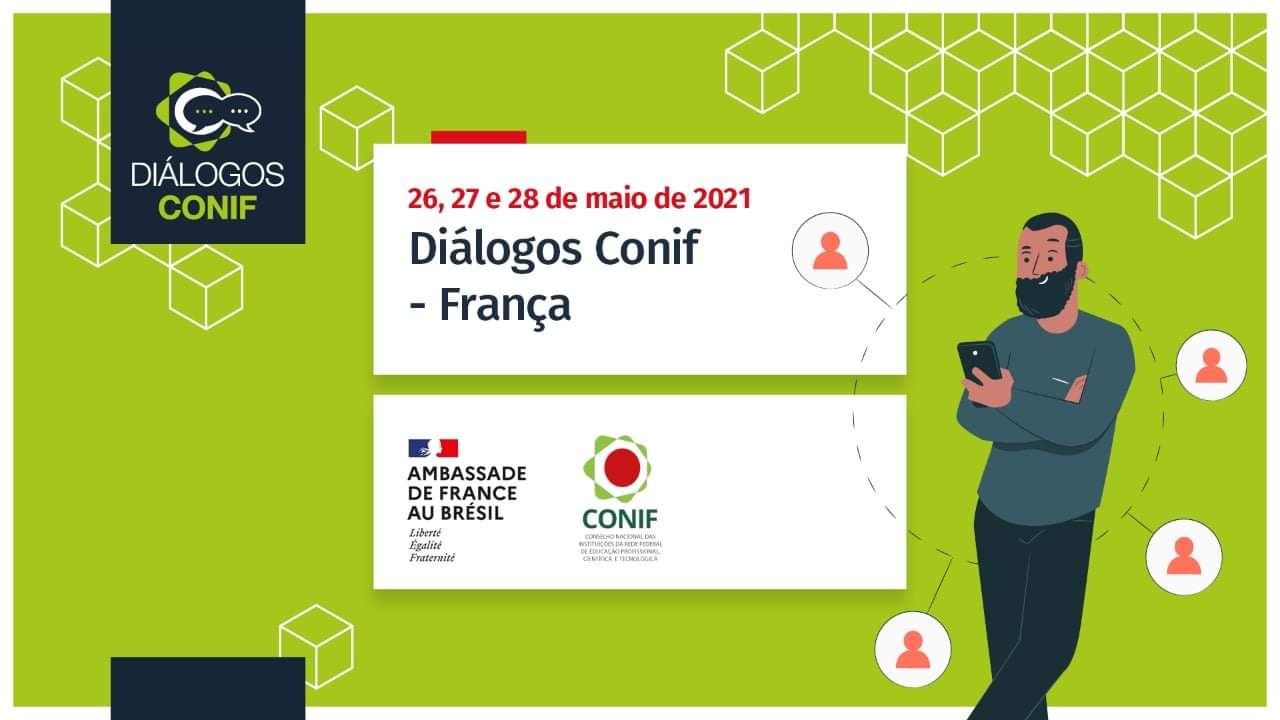 DIÁLOGOS
CONIF
26, 27 e 28 de maio de 2021
Diálogos Conif
- França
AMBASSADE
DE FRANCE
AU BRÉSIL
Liberté
Égalité
Fraternité
CONIF
CONSELHO NACIONAL DAS
INSTITUIÇÕES DA REDE FEDERAL
DE EDUCAÇÃO PROFISSIONAL,
CIENTÍFICA E TECNOLÓGICA